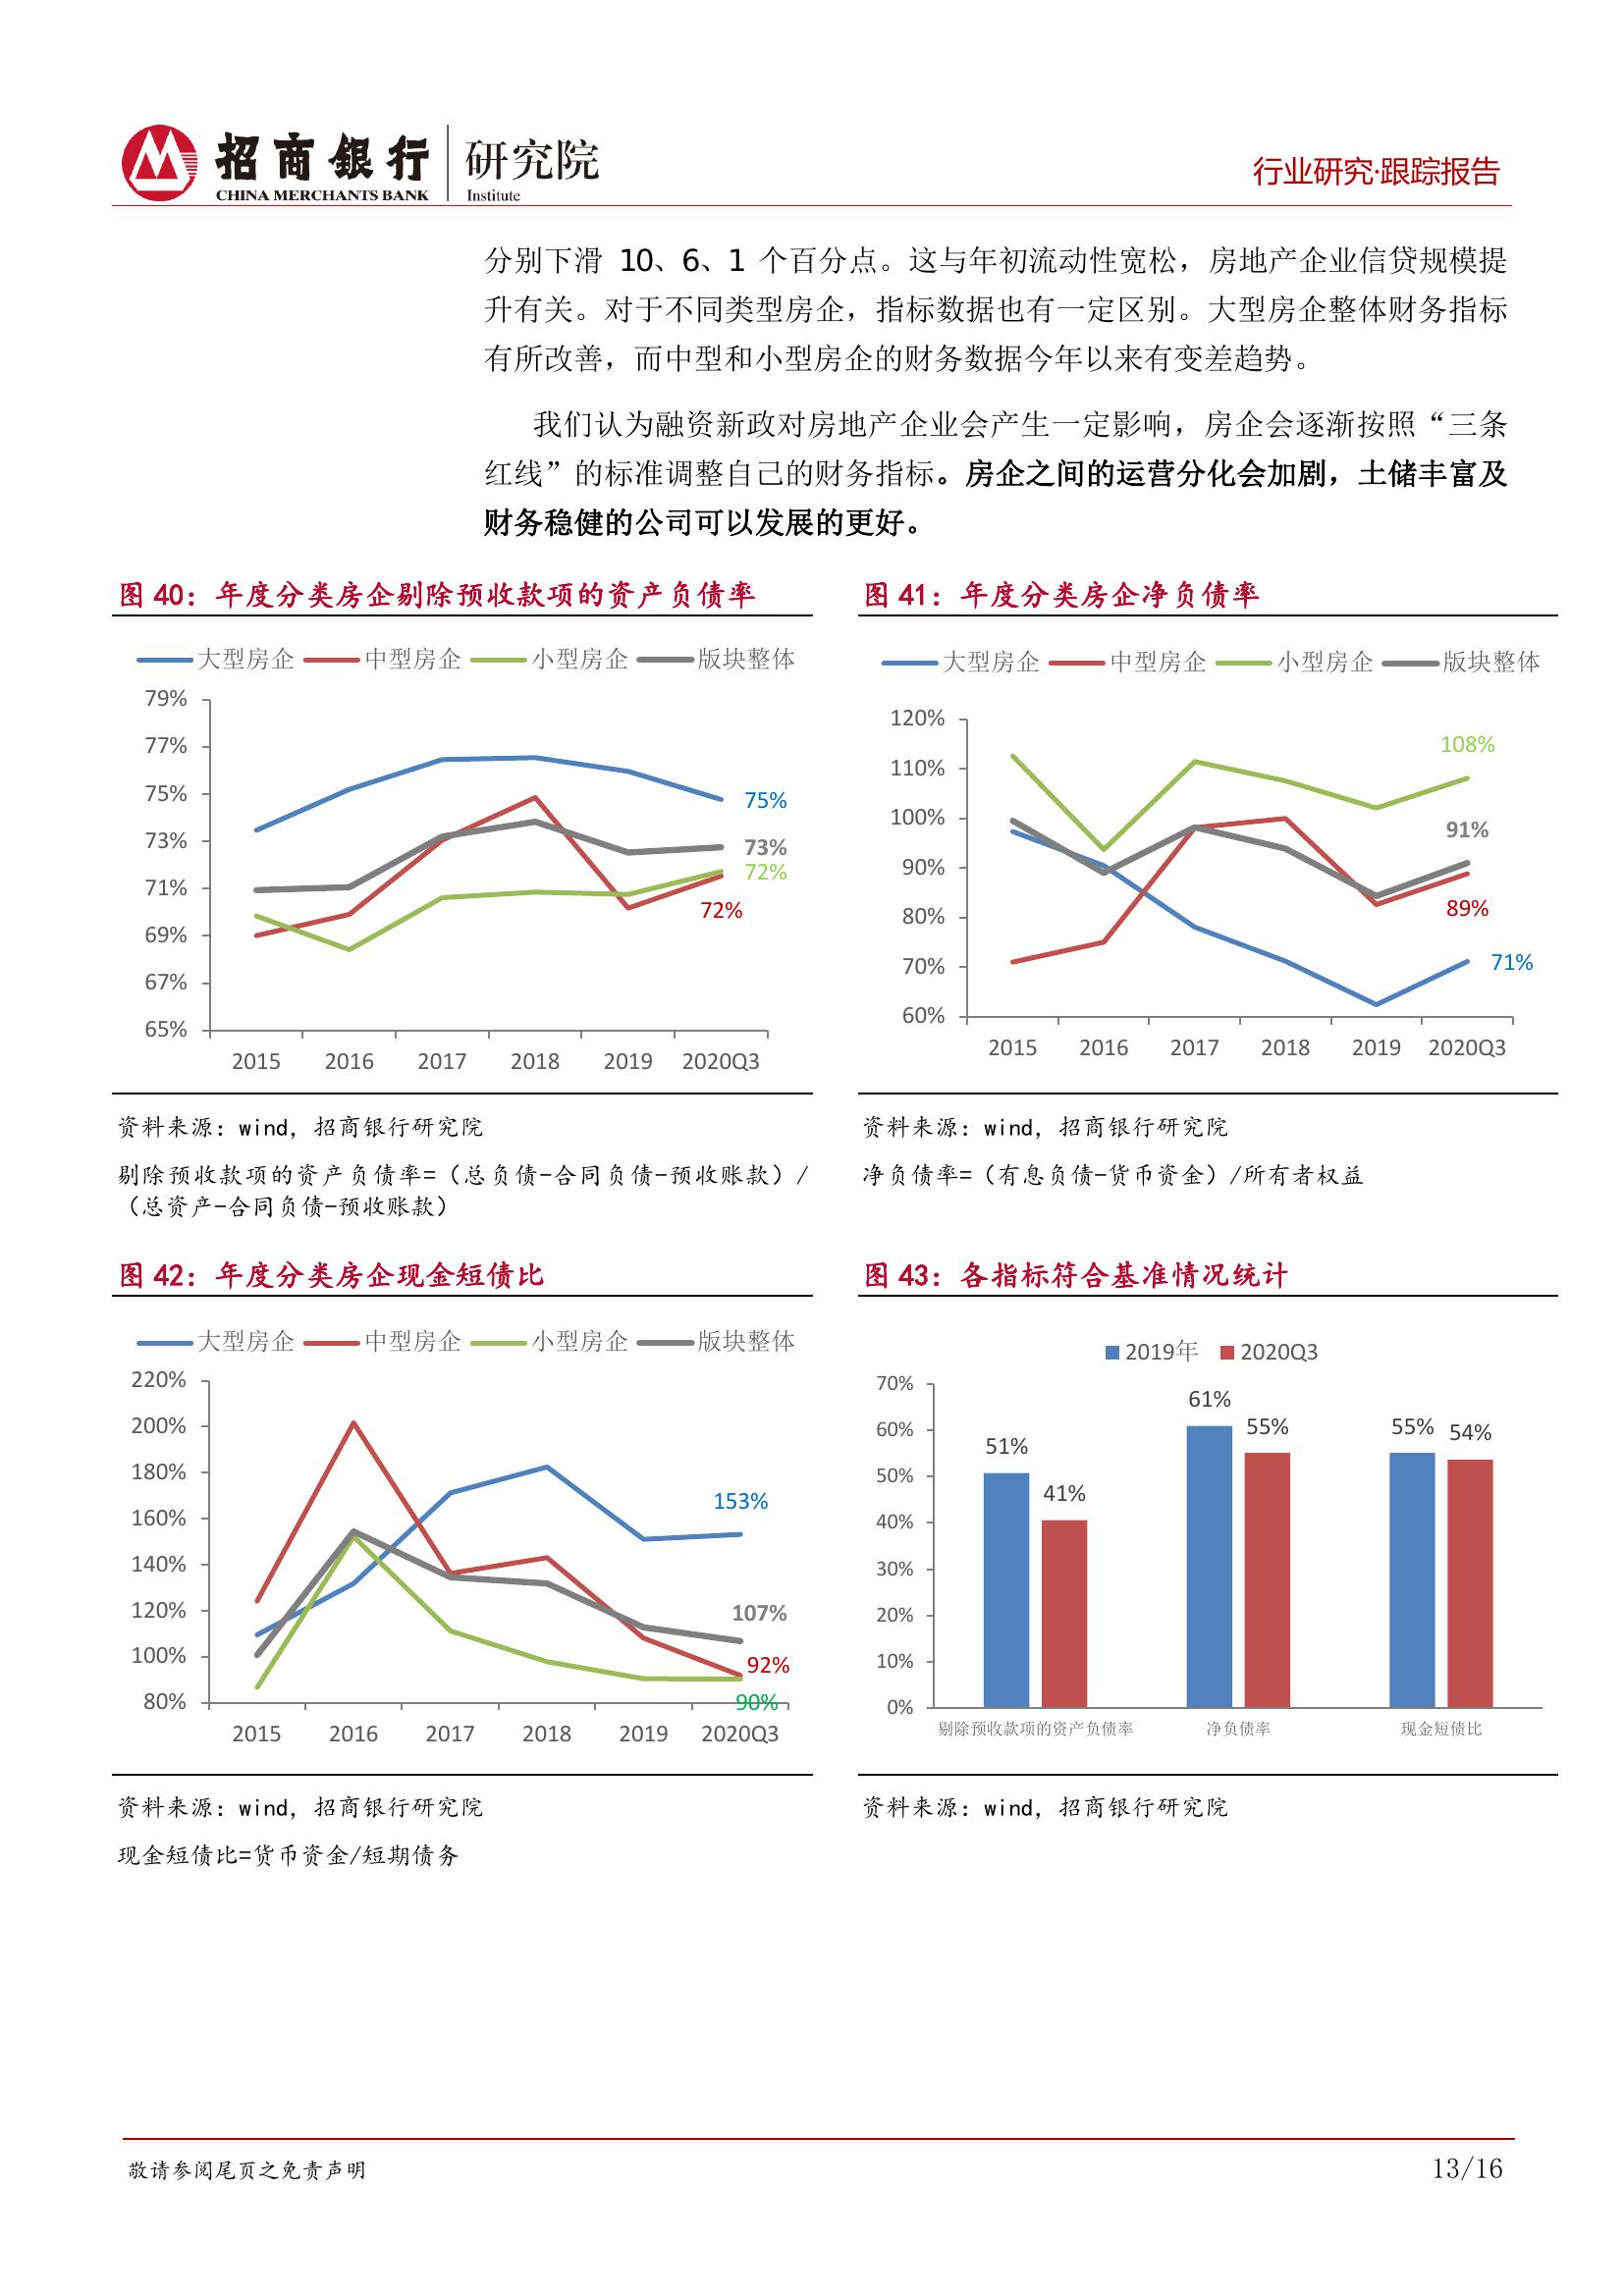 招商银行
CHINA MERCHANTS BANK
研究院
Institute
行业研究·跟踪报告
分别下滑 10、6、1 个百分点。这与年初流动性宽松，房地产企业信贷规模提
升有关。对于不同类型房企，指标数据也有一定区别。大型房企整体财务指标
有所改善，而中型和小型房企的财务数据今年以来有变差趋势。
我们认为融资新政对房地产企业会产生一定影响，房企会逐渐按照“三条
红线”的标准调整自己的财务指标。房企之间的运营分化会加剧，土储丰富及
财务稳健的公司可以发展的更好。
图 40：年度分类房企剔除预收款项的资产负债率
大型房企 中型房企 小型房企 版块整体
79%
77%
75%
73%
71%
69%
67%
65%
75%
73%
72%
72%
2015 2016 2017 2018 2019 2020Q3
资料来源：wind，招商银行研究院
剔除预收款项的资产负债率=（总负债-合同负债-预收账款）/
（总资产-合同负债-预收账款）
图 41：年度分类房企净负债率
大型房企 中型房企 小型房企 版块整体
120%
110%
100%
90%
80%
70%
60%
108%
91%
89%
71%
2015 2016 2017 2018 2019 2020Q3
资料来源：wind，招商银行研究院
净负债率=（有息负债-货币资金）/所有者权益
图 42：年度分类房企现金短债比
大型房企 中型房企 小型房企 版块整体
220%
200%
180%
160%
140%
120%
100%
80%
153%
107%
92%
90%
2015 2016 2017 2018 2019 2020Q3
资料来源：wind，招商银行研究院
现金短债比=货币资金/短期债务
图 43：各指标符合基准情况统计
2019年 2020Q3
70%
60%
50%
40%
30%
20%
10%
0%
51%
41%
61%
55%
55%
54%
剔除预收款项的资产负债率 净负债率 现金短债比
资料来源：wind，招商银行研究院
敬请参阅尾页之免责声明
13/16